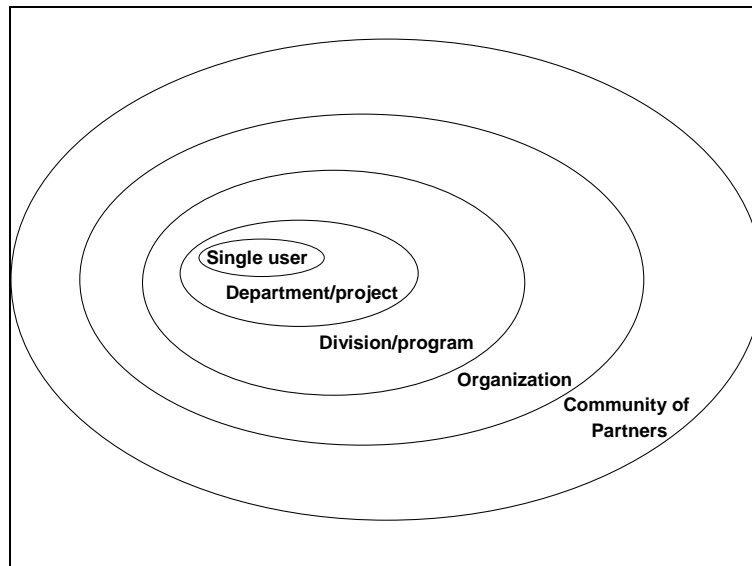 Single user
Department/project
Division/program
Organization
Community of
Partners